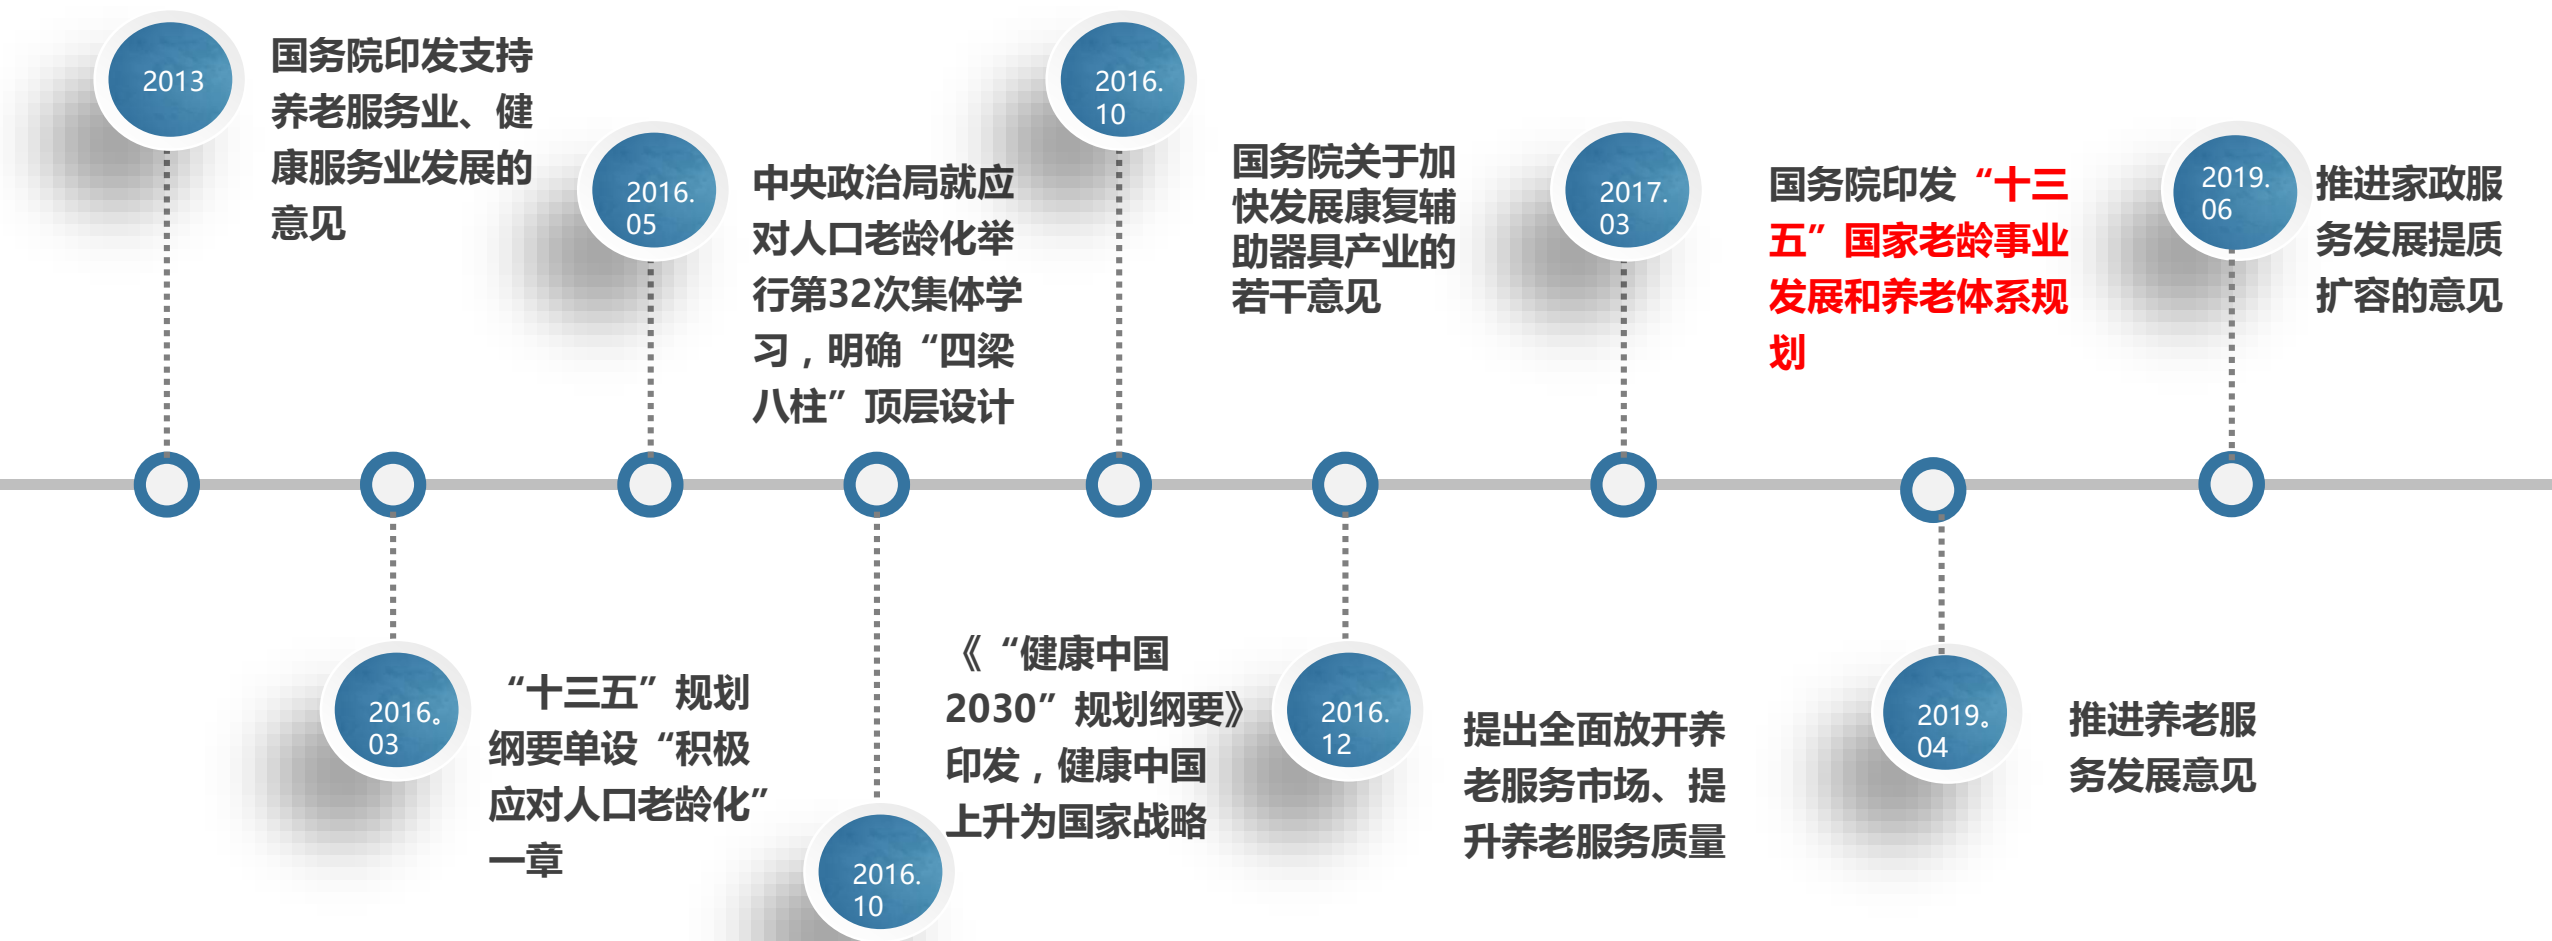 2013
国务院印发支持
养老服务业、健
康服务业发展的
意见
2016。
03
“十三五”规划
纲要单设“积极
应对人口老龄化”
一章
2016.
05
中央政治局就应
对人口老龄化举
行第32次集体学
习，明确“四梁
八柱”顶层设计
2016.
10
《“健康中国
2030”规划纲要》
印发，健康中国
上升为国家战略
2016.
10
国务院关于加
快发展康复辅
助器具产业的
若干意见
2016.
12
提出全面放开养
老服务市场、提
升养老服务质量
2017.
03
国务院印发“十三
五”国家老龄事业
发展和养老体系规
划
2019。
04
推进养老服
务发展意见
2019.
06
推进家政服
务发展提质
扩容的意见